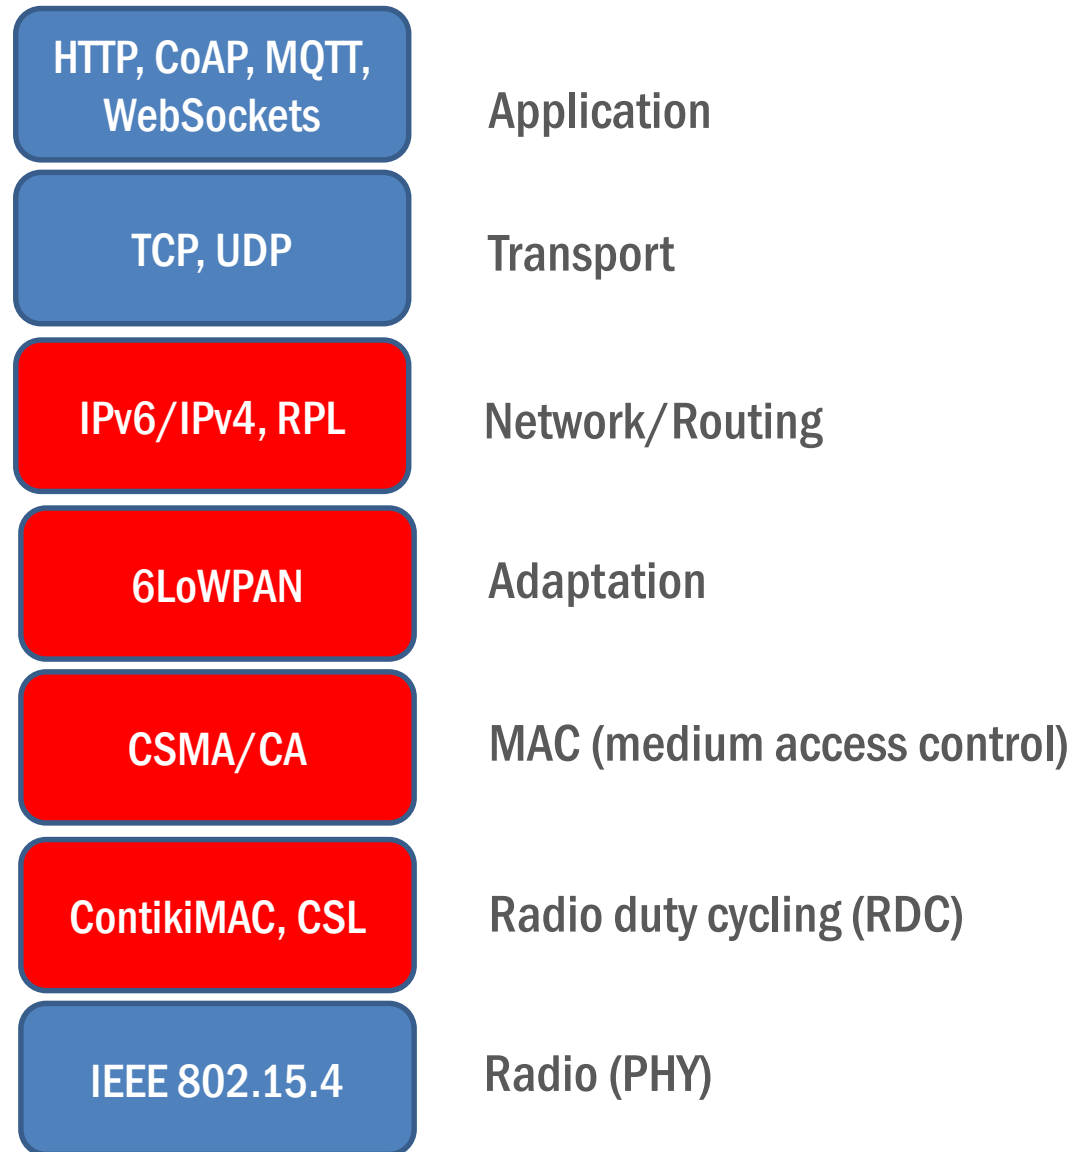 HTTP, CoAP, MQTT,
WebSockets
Application
TCP, UDP
Transport
IPv6/IPv4, RPL
Network/Routing
6LoWPAN
Adaptation
CSMA/CA
MAC (medium access control)
ContikiMAC, CSL
Radio duty cycling (RDC)
IEEE 802.15.4
Radio (PHY)